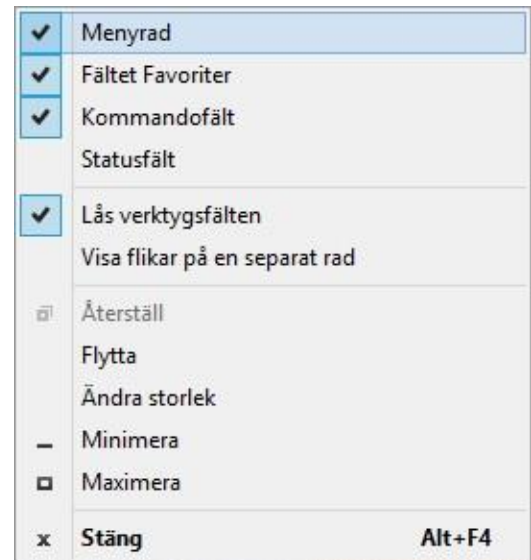 Menyrad
Fältet Favoriter
Kommandofält
Statusfält
Lås verktygsfälten
Visa flikar på en separat rad
Återställ
Flytta
Ändra storlek
Minimera
Maximera
Stäng Alt+F4